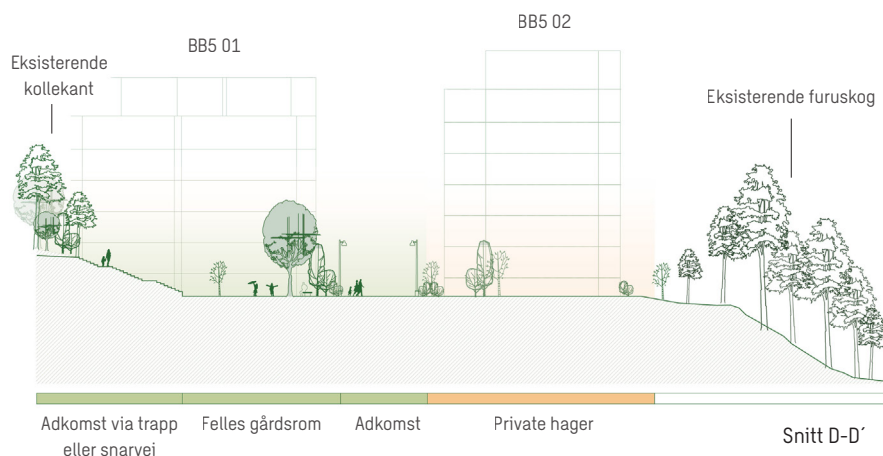 BB5 01
BB5 02
Eksisterende
kollekant
Eksisterende furuskog
Adkomst via trapp
eller snarvei
Felles gårdsrom
Adkomst
Private hager
Snitt D-D´